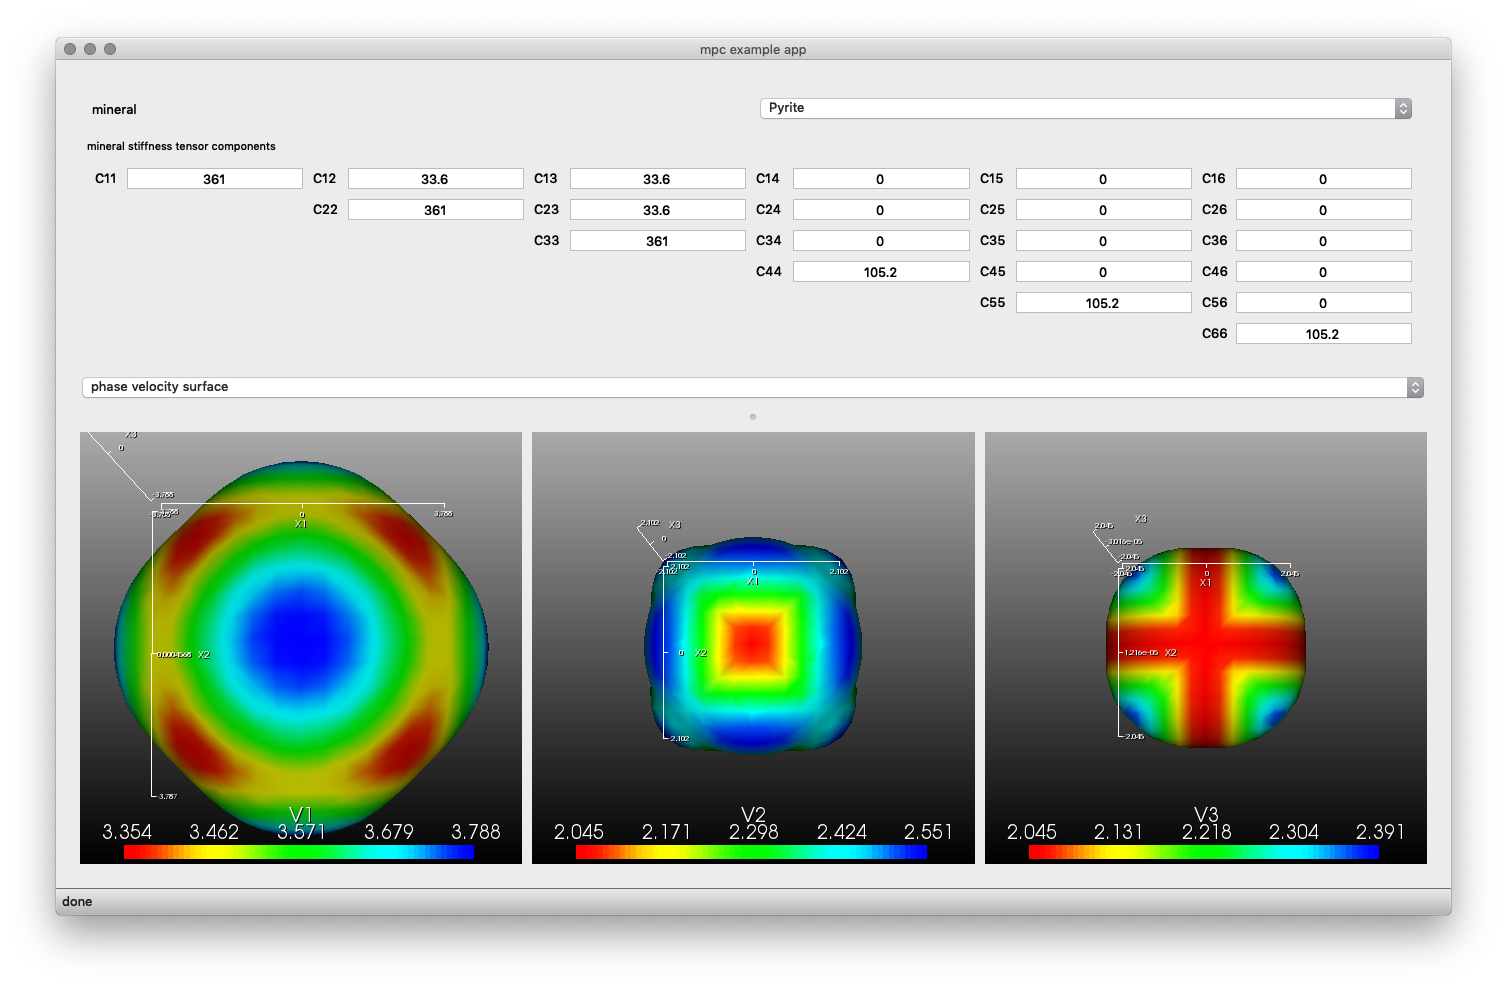 mpc example app
mineral
Pyrite
mineral stiffness tensor components
C11 361 C12 33.6 C13 33.6 C14 0 C15 0 C16 0
C22 361 C23 33.6 C24 0 C25 0 C26 0
C33 361 C34 0 C35 0 C36 0
C44 105.2 C45 0 C46 0
C55 105.2 C56 0
C66 105.2
phase velocity surface
X3
0
-3.788
0
3.788
X1
X2
-3.787
V1
3.354 3.462 3.571 3.679 3.788
2.102 X3
0
-2.102
2.102
0
2.102
X1
0 X2
-2.102
V2
2.045 2.171 2.298 2.424 2.551
X3
2.045
-3.016e-05
-2.045
2.045
0
2.045
X1
1.216e-05 X2
-2.045
V3
2.045 2.131 2.218 2.304 2.391
done